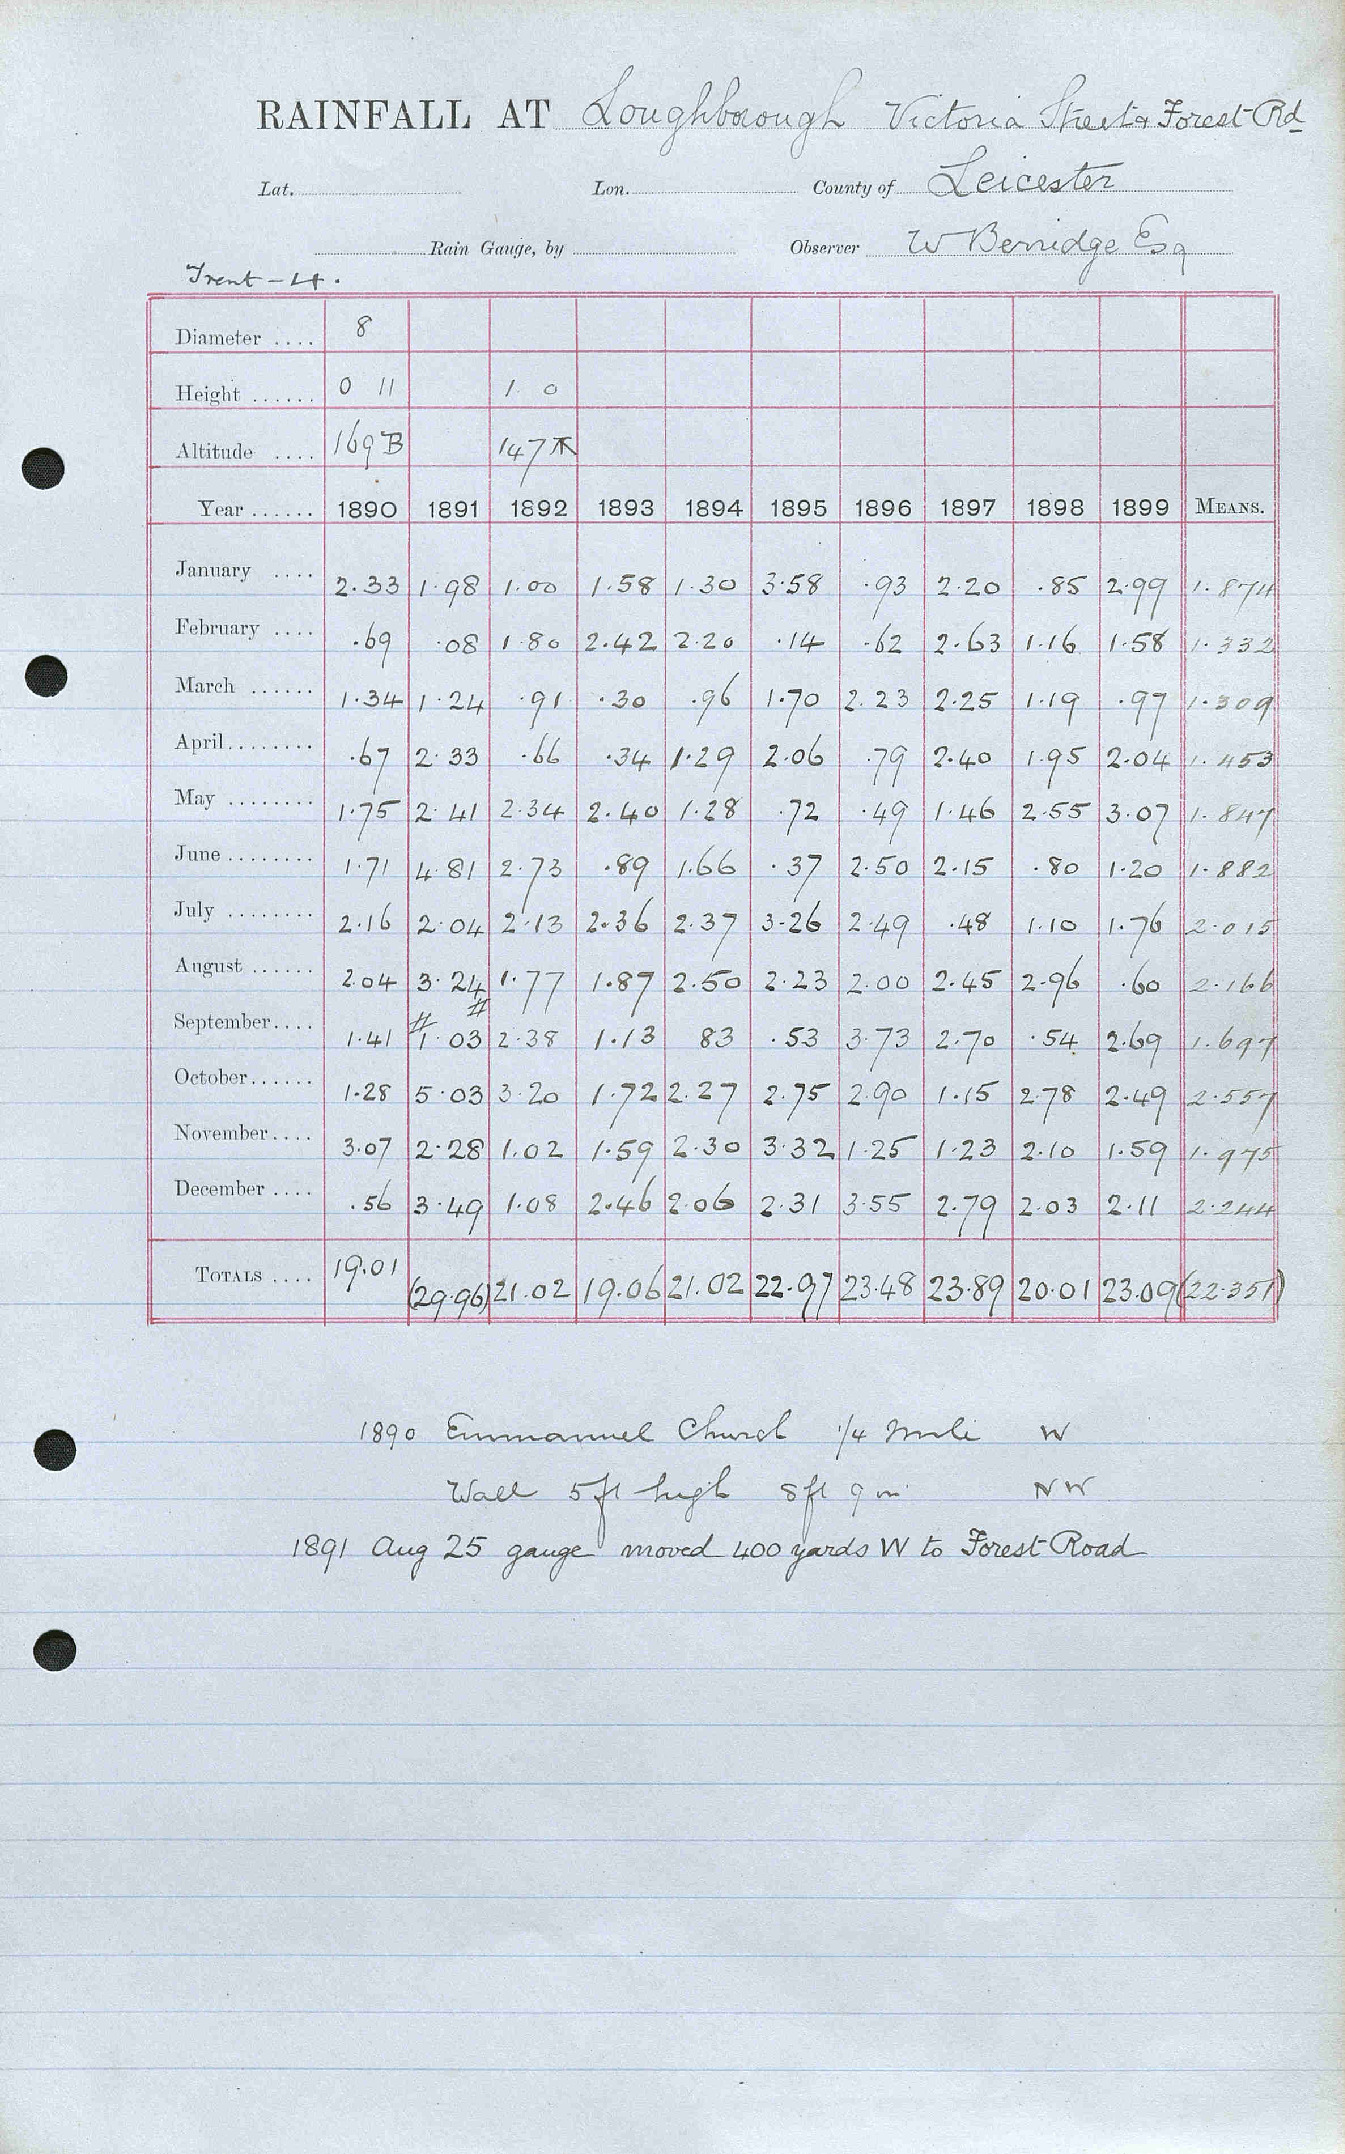 RAINFALL AT Loughborough Victoria Street & Forest Rd
Lat. Lon. County of Leicester
Rain Gauge, by Observer W Berridge Esq
Trent - 4.
Diameter .... 8
Height ...... 0 11 1. 0
Altitude .... 169 B 147
Year ...... 1890 1891 1892 1893 1894 1895 1896 1897 1898 1899 MEANS.
January .... 2.33 1.98 1.00 1.58 1.30 3.58 .93 2.20 .85 2.99 1.874
February .... .69 .08 1.80 2.42 2.20 .14 .62 2.63 1.16 1.58 1.332
March ...... 1.34 1.24 .91 .30 .96 1.70 2.23 2.25 1.19 .97 1.309
April........ .67 2.33 .66 .34 1.29 2.06 .79 2.40 1.95 2.04 1.453
May ........ 1.75 2.41 2.34 2.40 1.28 .72 .49 1.46 2.55 3.07 1.847
June ........ 1.71 4.81 2.73 .89 1.66 .37 2.50 2.15 .80 1.20 1.882
July ........ 2.16 2.04 2.13 2.36 2.37 3.26 2.49 .48 1.10 1.76 2.015
August ...... 2.04 3.24 # 1.77 1.87 2.50 2.23 2.00 2.45 2.96 .60 2.166
September.... 1.41 # 1.03 2.38 1.13 83 .53 3.73 2.70 .54 2.69 1.697
October...... 1.28 5.03 3.20 1.72 2.27 2.75 2.90 1.15 2.78 2.49 2.557
November.... 3.07 2.28 1.02 1.59 2.30 3.32 1.25 1.23 2.10 1.59 1.975
December .... .56 3.49 1.08 2.46 2.06 2.31 3.55 2.79 2.03 2.11 2.244
TOTALS .... 19.01 (29.96) 21.02 19.06 21.02 22.97 23.48 23.89 20.01 23.09 (22.351)
1890 Emmanuel Church 1/4 mile W
Wall 5ft high 8ft 9in NW
1891 Aug 25 gauge moved 400 yards W to Forest Road